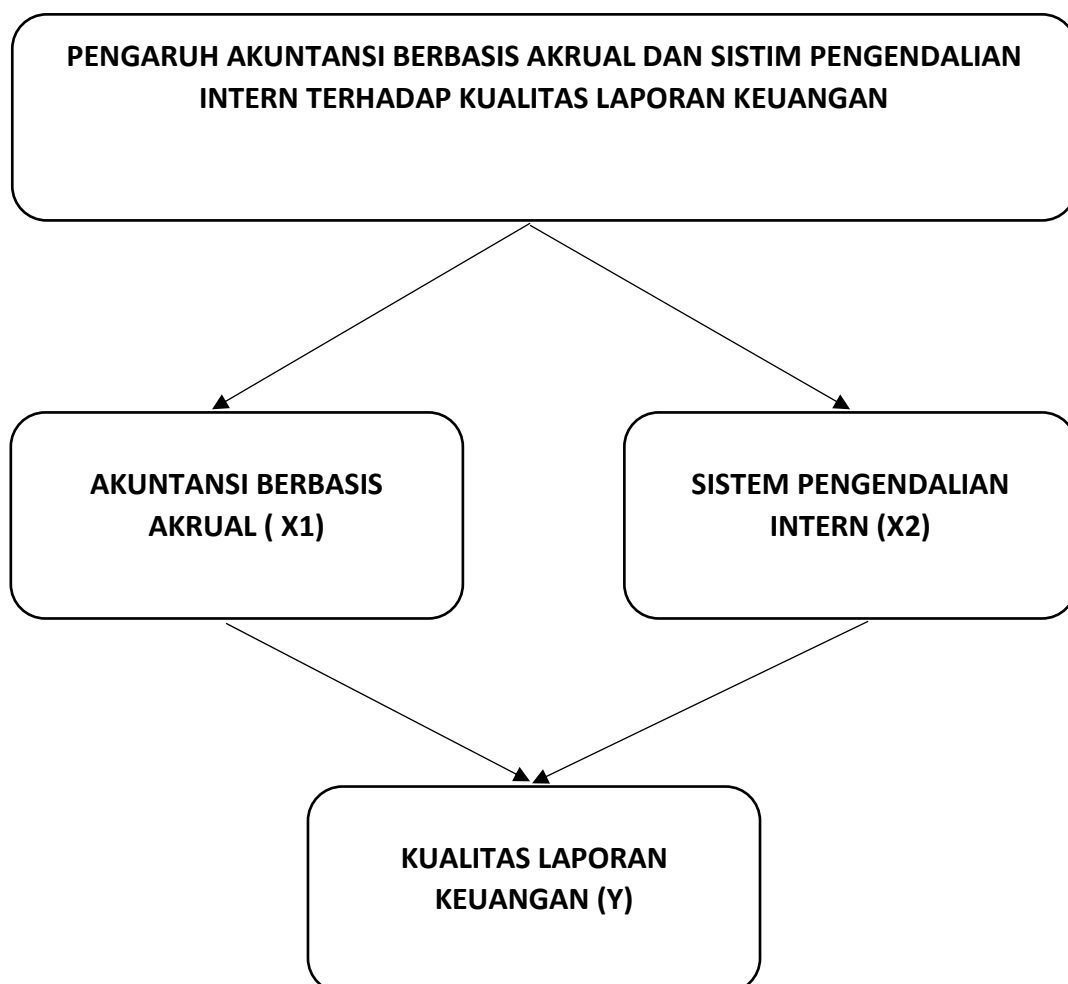 PENGARUH AKUNTANSI BERBASIS AKRUAL DAN SISTIM PENGENDALIAN
INTERN TERHADAP KUALITAS LAPORAN KEUANGAN
AKUNTANSI BERBASIS
AKRUAL ( X1)
SISTEM PENGENDALIAN
INTERN (X2)
KUALITAS LAPORAN
KEUANGAN (Y)